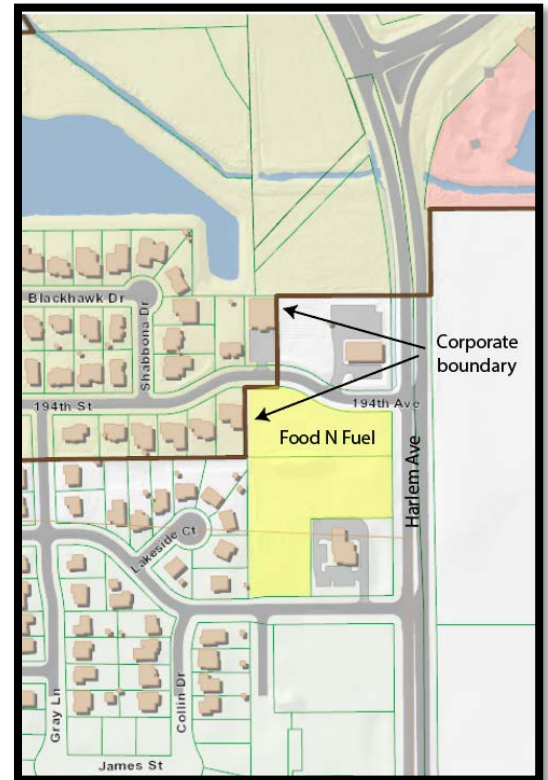 Blackhawk Dr
Shabbona Dr
Corporate
boundary
194th St
194th Ave
Food N Fuel
Harlem Ave
Lakeside Ct
Gray Ln
Collin Dr
James St